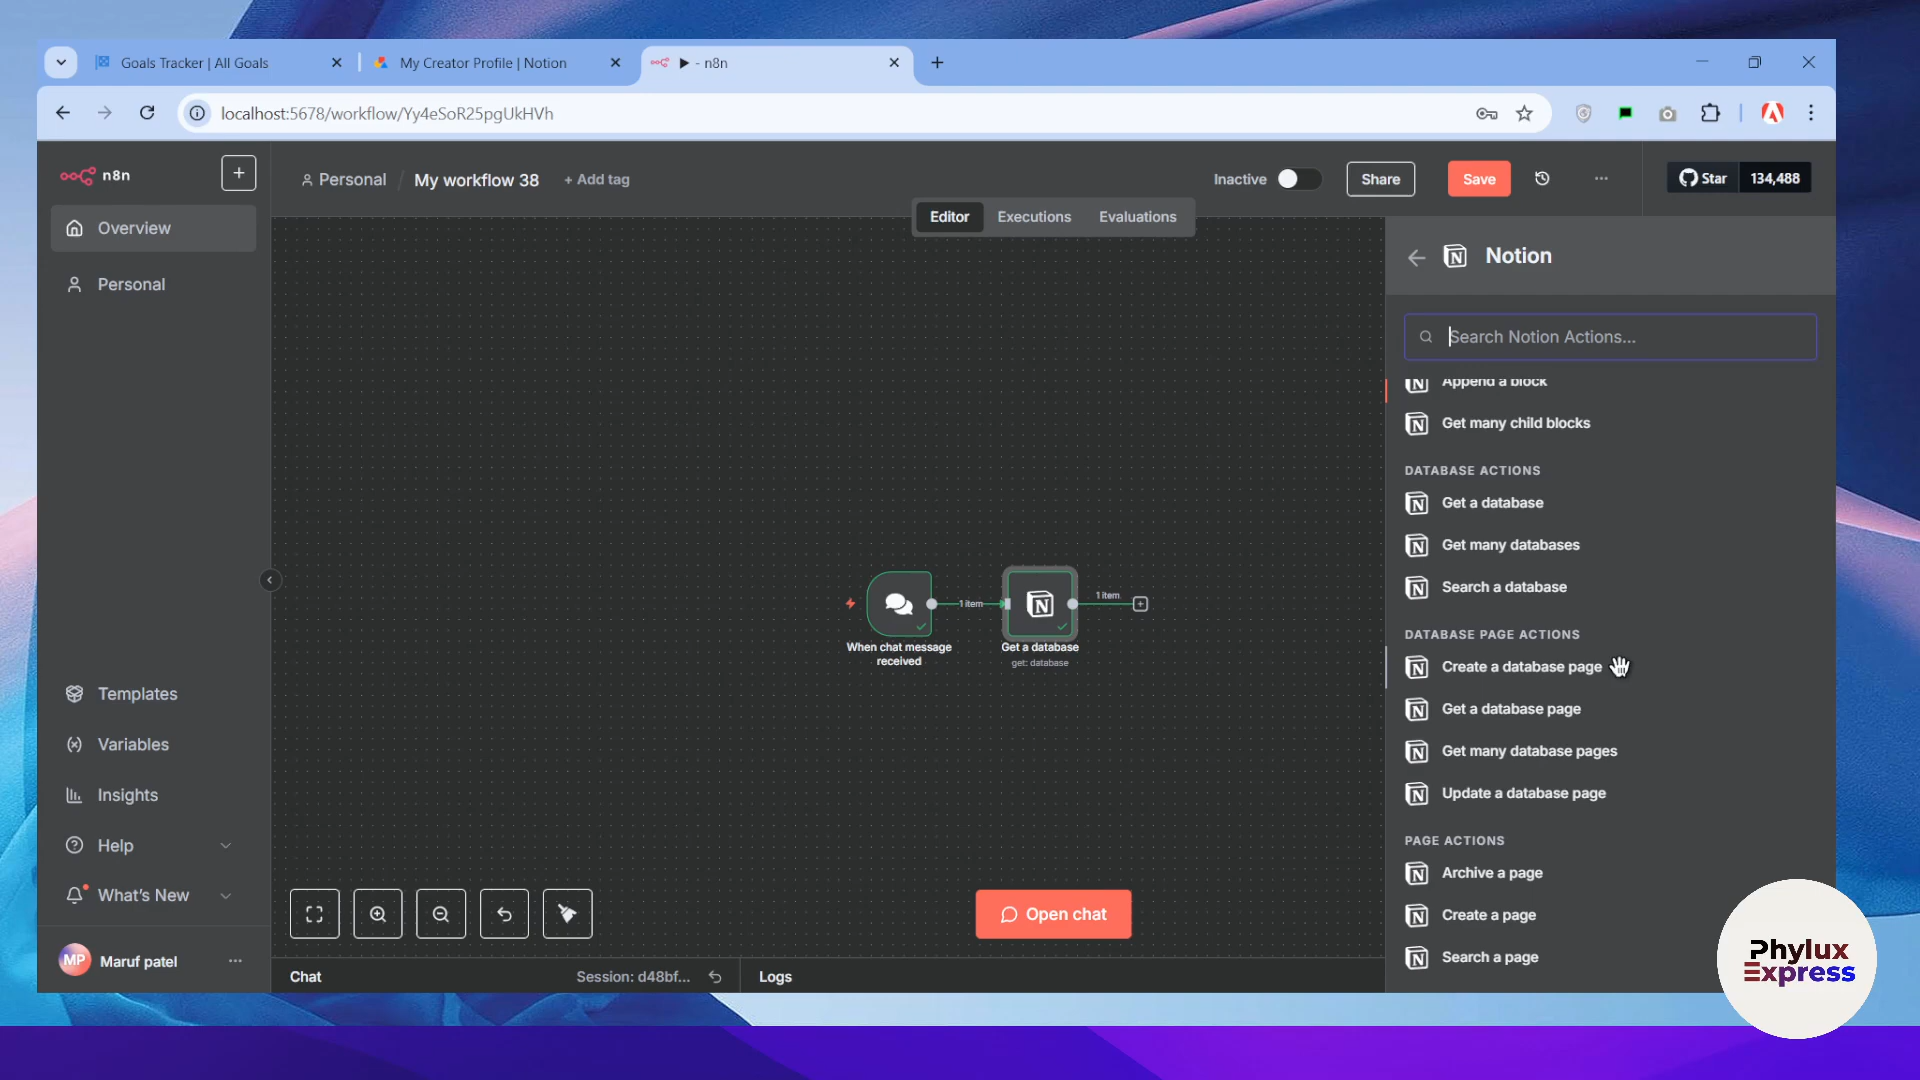 Goals Tracker | All Goals
My Creator Profile | Notion
- n8n
localhost:5678/workflow/Yy4eSoR25pgUkHVh
n8n
Personal / My workflow 38 + Add tag
Inactive
Share
Save
Star 134,488
Editor
Executions
Evaluations
Overview
Personal
Templates
Variables
Insights
Help
What's New
MP
Maruf patel
1 item
1 item
When chat message
received
Get a database
get: database
Open chat
Chat
Session: d48bf...
Logs
Notion
Search Notion Actions...
Append a block
Get many child blocks
DATABASE ACTIONS
Get a database
Get many databases
Search a database
DATABASE PAGE ACTIONS
Create a database page
Get a database page
Get many database pages
Update a database page
PAGE ACTIONS
Archive a page
Create a page
Search a page
Phylux
Express